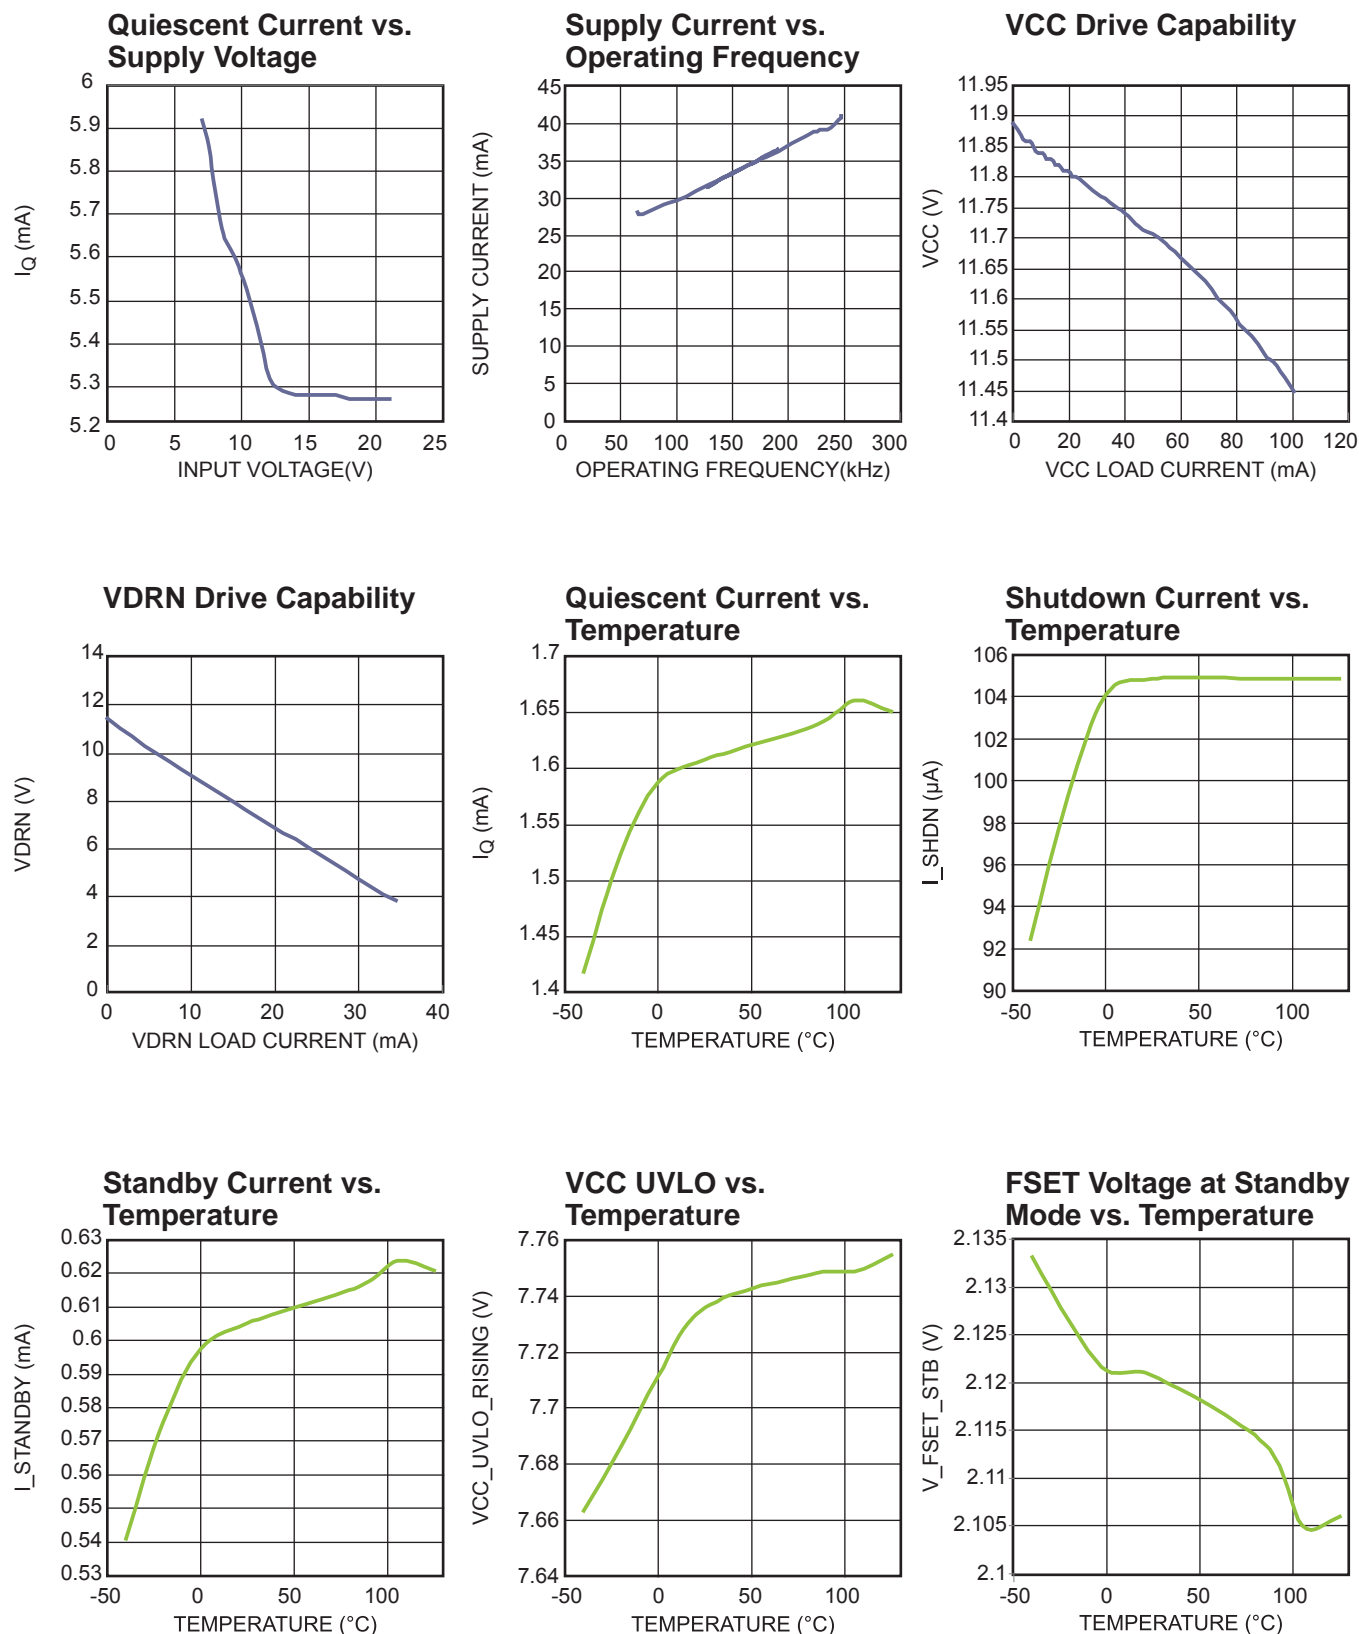 Quiescent Current vs.
Supply Voltage
6
5.9
5.8
5.7
5.6
5.5
5.4
5.3
5.2
IQ (mA)
0 5 10 15 20 25
INPUT VOLTAGE(V)
Supply Current vs.
Operating Frequency
45
40
35
30
25
20
15
10
5
0
SUPPLY CURRENT (mA)
0 50 100 150 200 250 300
OPERATING FREQUENCY(kHz)
VCC Drive Capability
11.95
11.9
11.85
11.8
11.75
11.7
11.65
11.6
11.55
11.5
11.45
11.4
VCC (V)
0 20 40 60 80 100 120
VCC LOAD CURRENT (mA)
VDRN Drive Capability
14
12
10
8
6
4
2
0
VDRN (V)
0 10 20 30 40
VDRN LOAD CURRENT (mA)
Quiescent Current vs.
Temperature
1.7
1.65
1.6
1.55
1.5
1.45
1.4
IQ (mA)
-50 0 50 100
TEMPERATURE (°C)
Shutdown Current vs.
Temperature
106
104
102
100
98
96
94
92
90
I_SHDN (µA)
-50 0 50 100
TEMPERATURE (°C)
Standby Current vs.
Temperature
0.63
0.62
0.61
0.6
0.59
0.58
0.57
0.56
0.55
0.54
0.53
I_STANDBY (mA)
-50 0 50 100
TEMPERATURE (°C)
VCC UVLO vs.
Temperature
7.76
7.74
7.72
7.7
7.68
7.66
7.64
VCC_UVLO_RISING (V)
-50 0 50 100
TEMPERATURE (°C)
FSET Voltage at Standby
Mode vs. Temperature
2.135
2.13
2.125
2.12
2.115
2.11
2.105
2.1
V_FSET_STB (V)
-50 0 50 100
TEMPERATURE (°C)